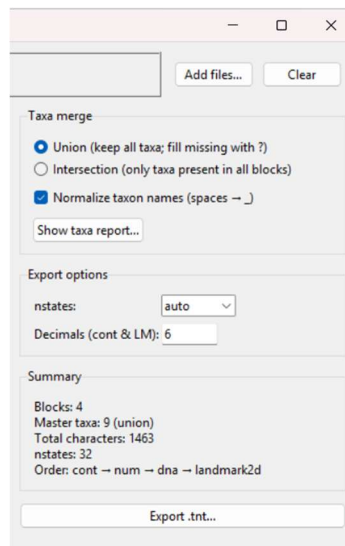 Add files...
Clear
Taxa merge
Union (keep all taxa; fill missing with ?)
Intersection (only taxa present in all blocks)
Normalize taxon names (spaces → _)
Show taxa report...
Export options
nstates:
auto
Decimals (cont & LM):
6
Summary
Blocks: 4
Master taxa: 9 (union)
Total characters: 1463
nstates: 32
Order: cont → num → dna → landmark2d
Export .tnt...